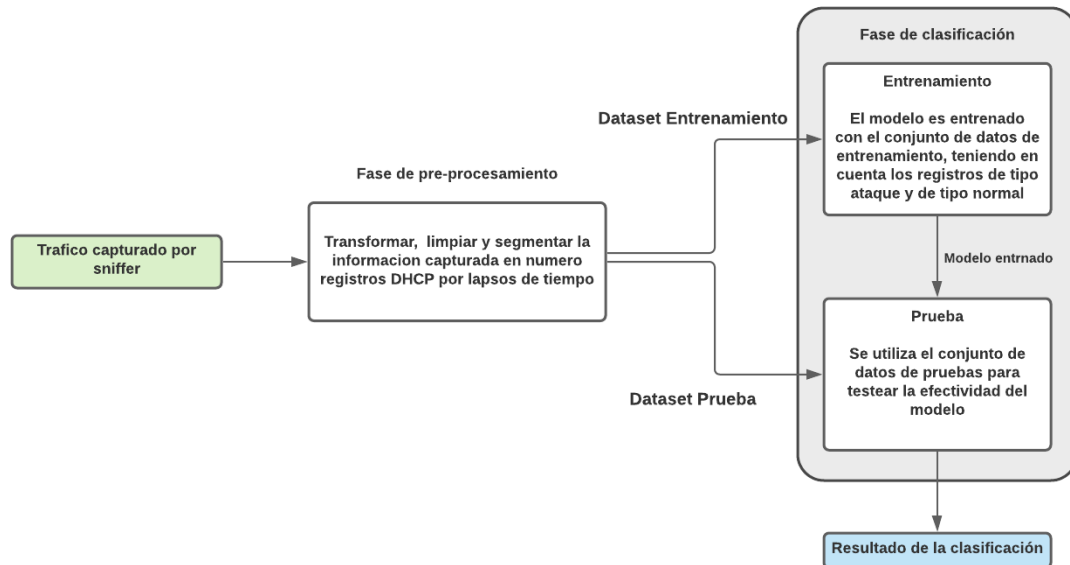 Fase de clasificación
Entrenamiento
El modelo es entrenado
con el conjunto de datos de
entrenamiento, teniendo en
cuenta los registros de tipo
ataque y de tipo normal
Dataset Entrenamiento
Fase de pre-procesamiento
Transformar, limpiar y segmentar la
informacion capturada en numero
registros DHCP por lapsos de tiempo
Trafico capturado por
sniffer
Modelo entrnado
Prueba
Se utiliza el conjunto de
datos de pruebas para
testear la efectividad del
modelo
Dataset Prueba
Resultado de la clasificación